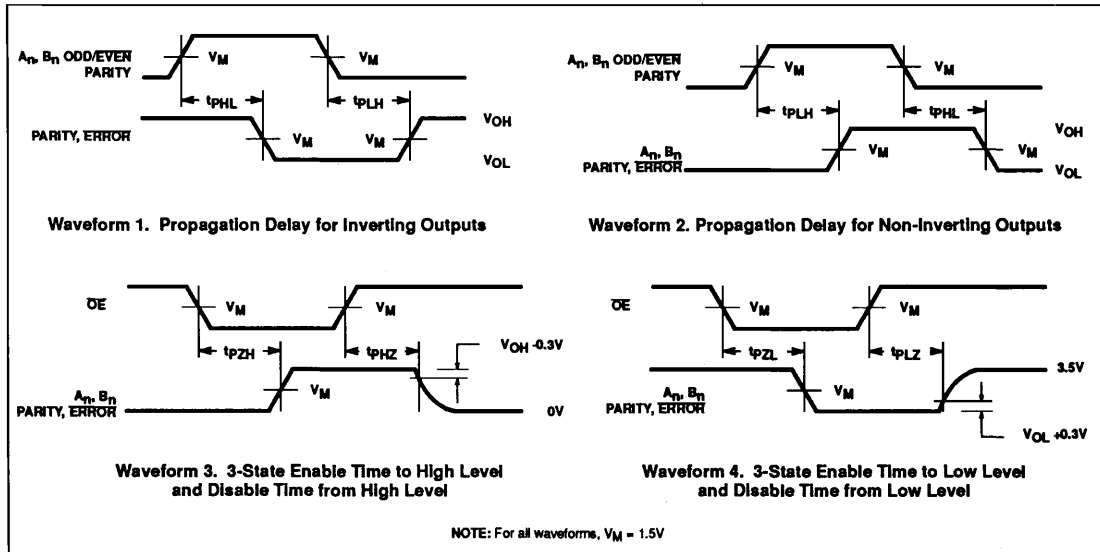 An, Bn ODD/EVEN
PARITY
VM
VM
tPHL
tPLH
PARITY, ERROR
VM
VM
VOH
VOL
Waveform 1. Propagation Delay for Inverting Outputs
An, Bn ODD/EVEN
PARITY
VM
VM
tPLH
tPHL
An, Bn
PARITY, ERROR
VM
VM
VOH
VOL
Waveform 2. Propagation Delay for Non-Inverting Outputs
OE
VM
VM
tPZH
tPHZ
VOH -0.3V
An, Bn
PARITY, ERROR
VM
0V
Waveform 3. 3-State Enable Time to High Level
and Disable Time from High Level
OE
VM
VM
tPZL
tPLZ
3.5V
An, Bn
PARITY, ERROR
VM
VOL +0.3V
Waveform 4. 3-State Enable Time to Low Level
and Disable Time from Low Level
NOTE: For all waveforms, VM = 1.5V